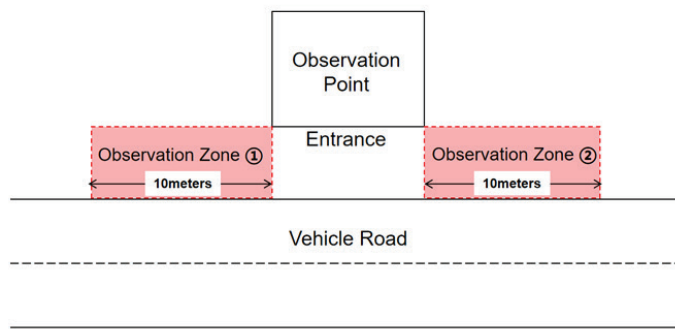 Observation
Point
Entrance
Observation Zone ①
Observation Zone ②
10meters
10meters
Vehicle Road